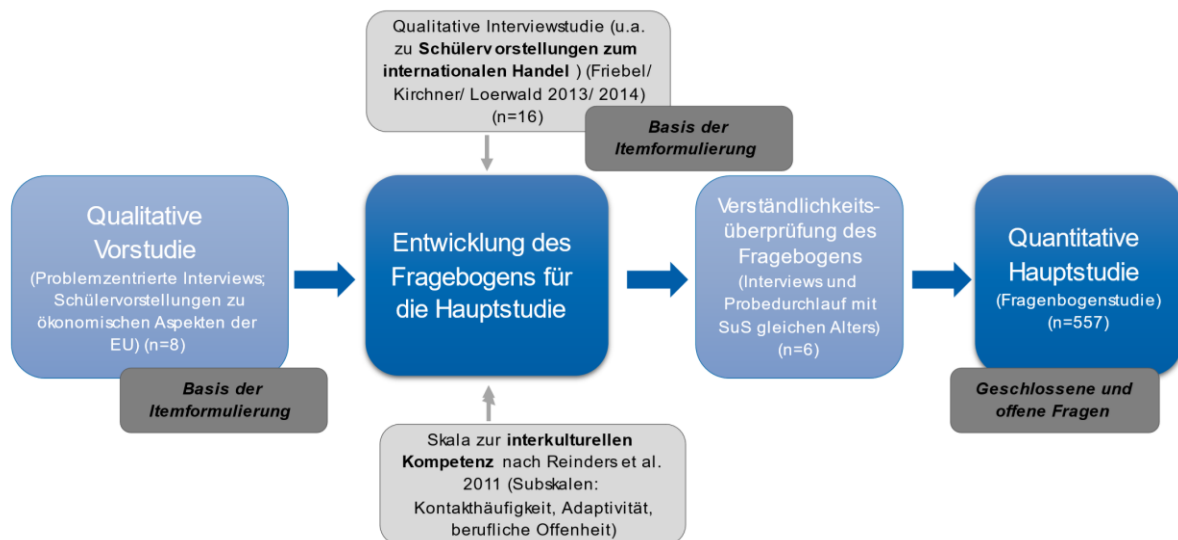 Qualitative Interviewstudie (u.a.
zu Schülervorstellungen zum
internationalen Handel ) (Friebel/
Kirchner/ Loerwald 2013/ 2014)
(n=16)
Basis der
Itemformulierung
Qualitative
Vorstudie
(Problemzentrierte Interviews;
Schülervorstellungen zu
ökonomischen Aspekten der
EU) (n=8)
Basis der
Itemformulierung
Entwicklung des
Fragebogens für
die Hauptstudie
Verständlichkeits-
überprüfung des
Fragebogens
(Interviews und
Probedurchlauf mit
SuS gleichen Alters)
(n=6)
Quantitative
Hauptstudie
(Fragenbogenstudie)
(n=557)
Geschlossene und
offene Fragen
Skala zur interkulturellen
Kompetenz nach Reinders et al.
2011 (Subskalen:
Kontakthäufigkeit, Adaptivität,
berufliche Offenheit)